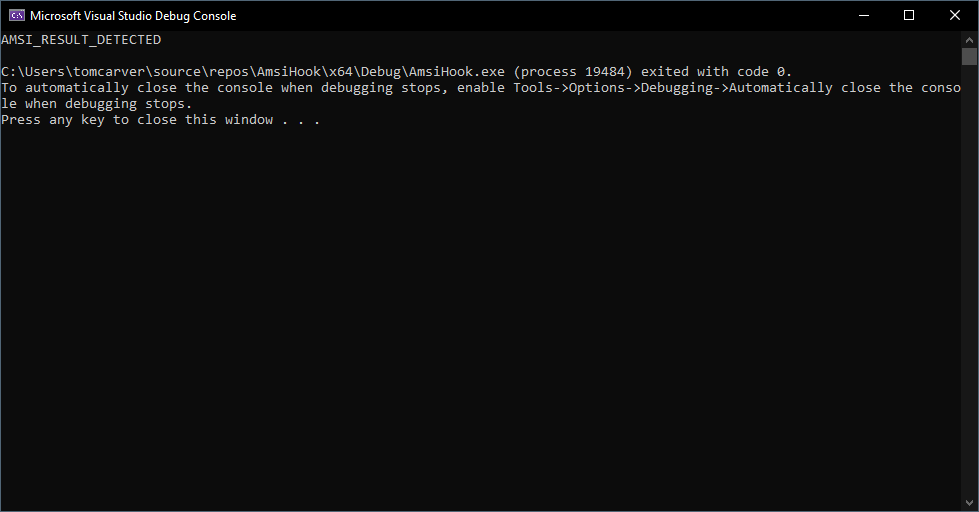 Microsoft Visual Studio Debug Console
AMSI_RESULT_DETECTED
C:\Users\tomcarver\source\repos\AmsiHook\x64\Debug\AmsiHook.exe (process 19484) exited with code 0.
To automatically close the console when debugging stops, enable Tools->Options->Debugging->Automatically close the conso
le when debugging stops.
Press any key to close this window . . .